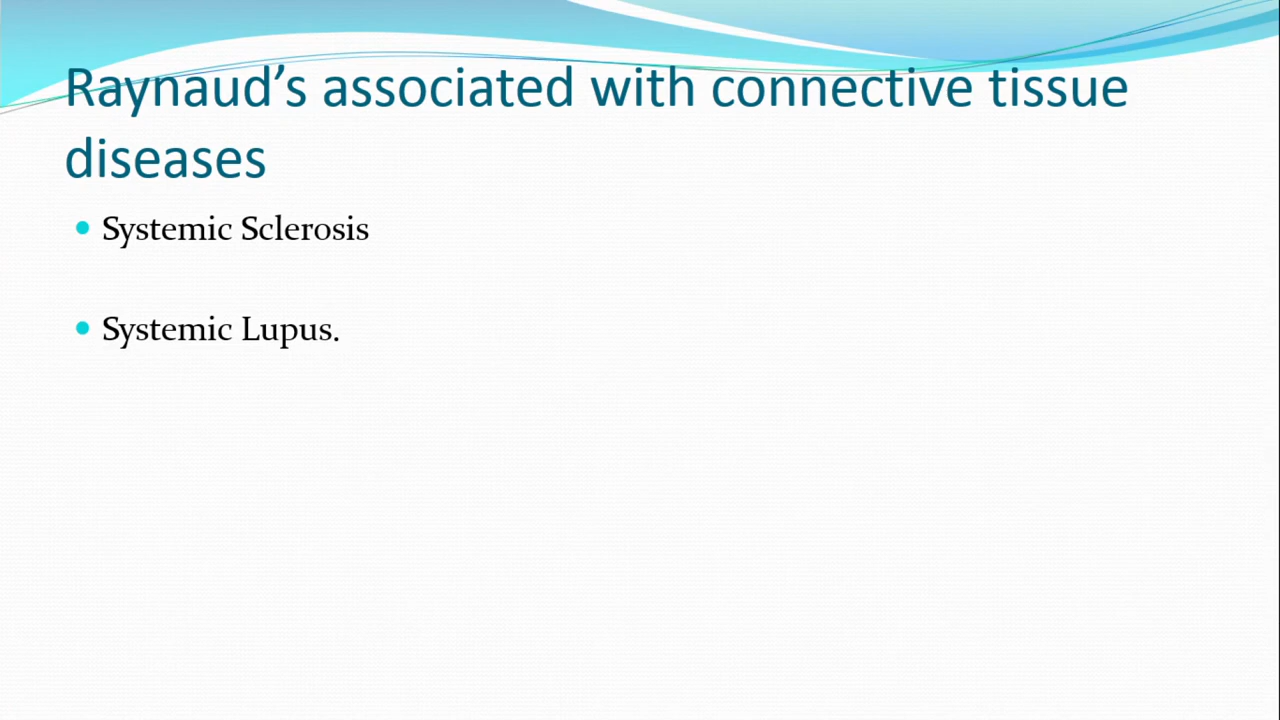 Raynaud’s associated with connective tissue
diseases
• Systemic Sclerosis
• Systemic Lupus.